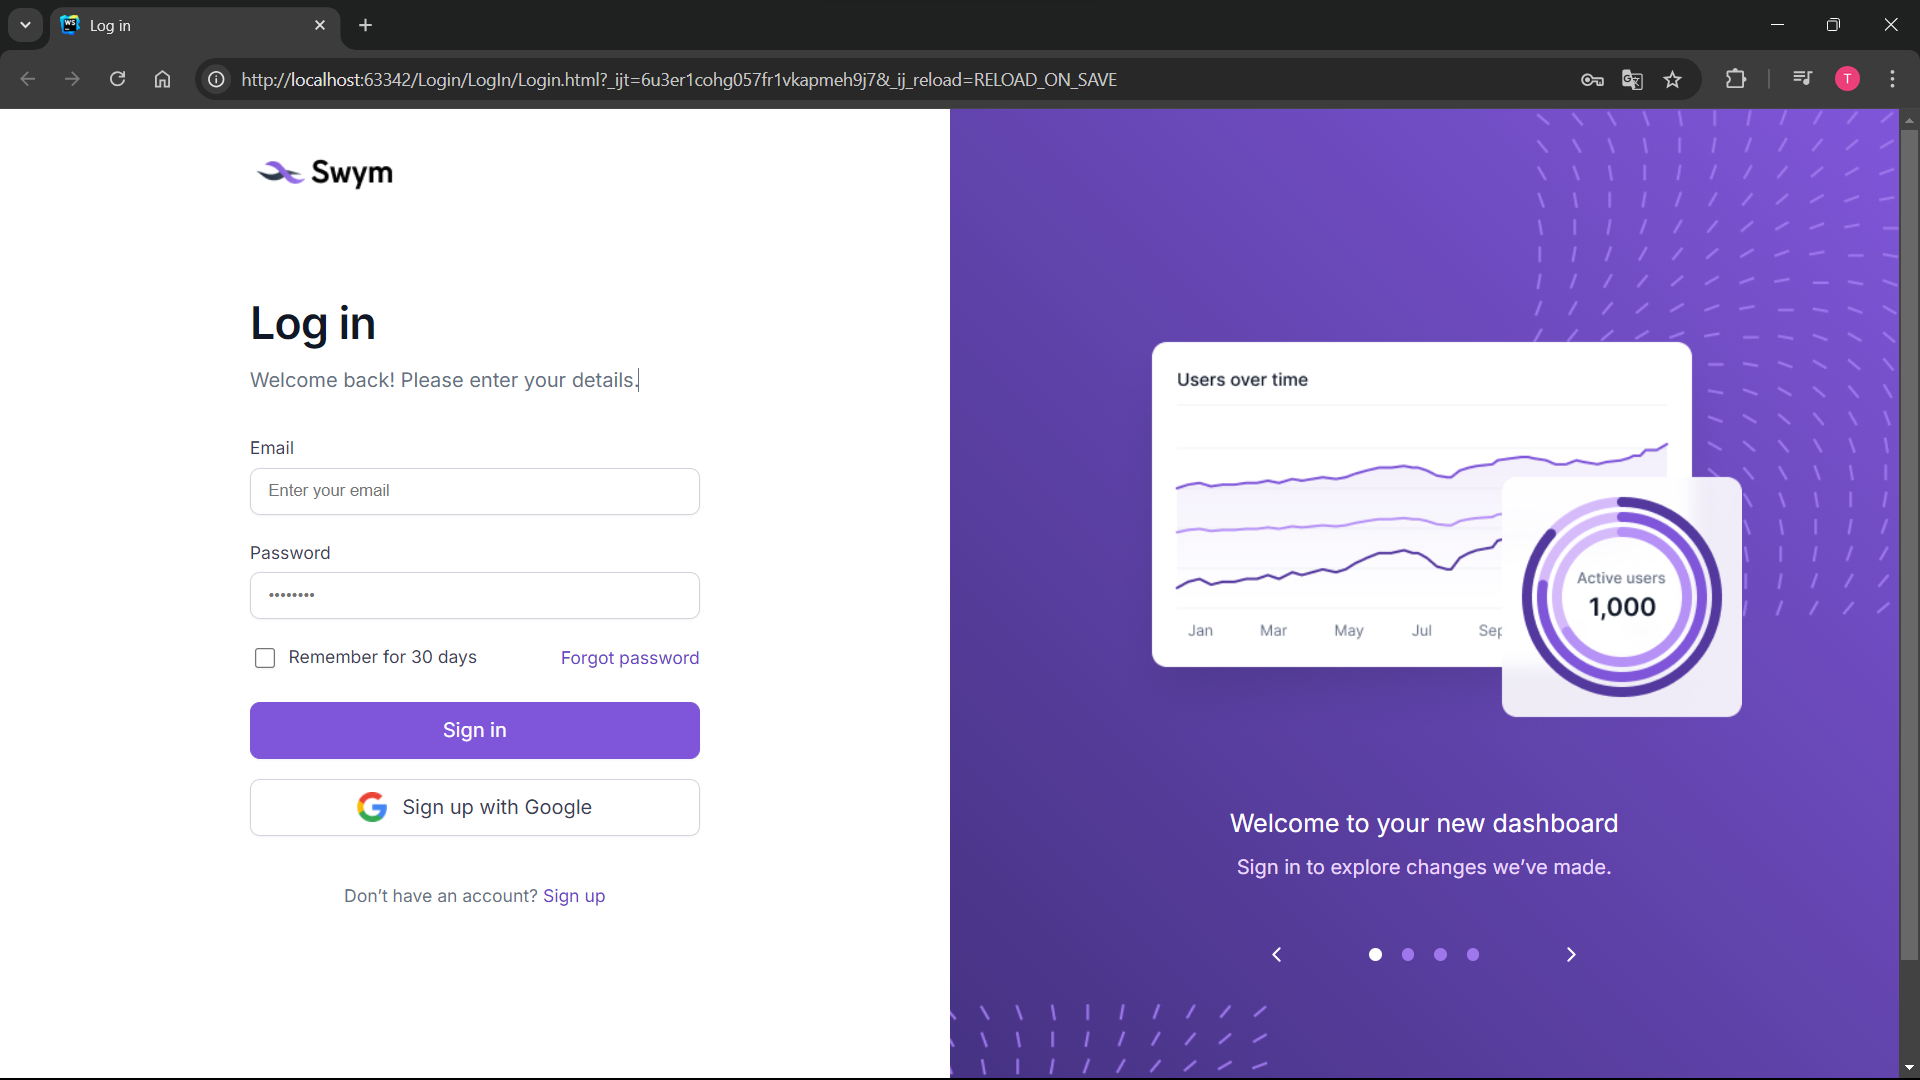 Log in
http://localhost:63342/Login/LogIn/Login.html?_ijt=6u3er1cohg057fr1vkapmeh9j7&_ij_reload=RELOAD_ON_SAVE
T
Swym
Log in
Welcome back! Please enter your details.
Email
Enter your email
Password
••••••••
Remember for 30 days
Forgot password
Sign in
Sign up with Google
Don’t have an account? Sign up
Users over time
Jan Mar May Jul Sep
Active users
1,000
Welcome to your new dashboard
Sign in to explore changes we’ve made.